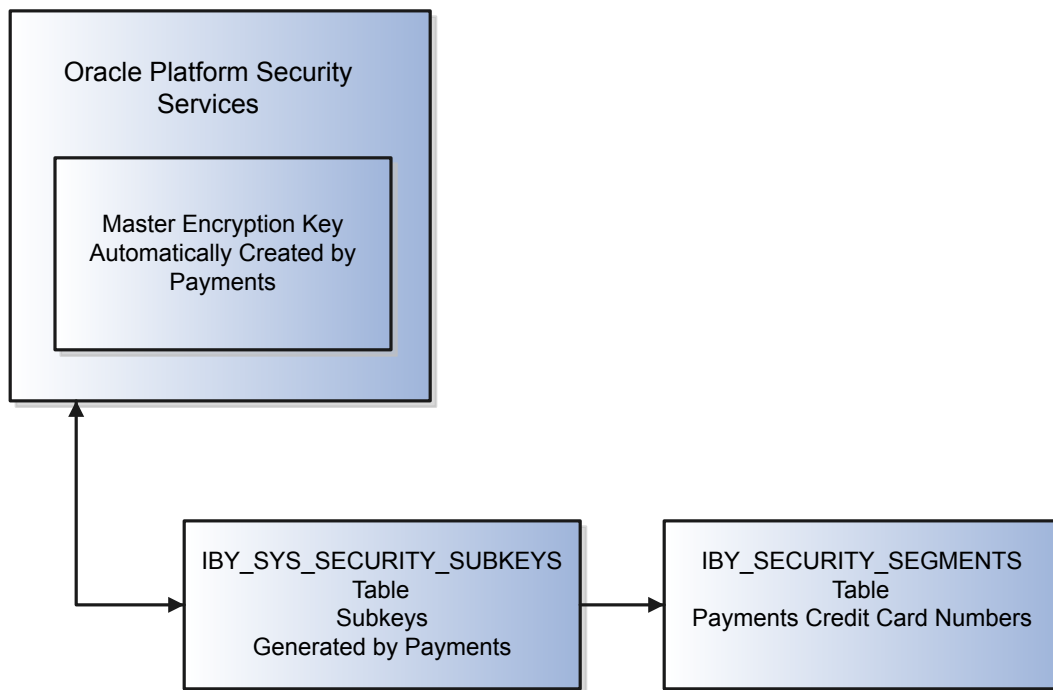 Oracle Platform Security
Services
Master Encryption Key
Automatically Created by
Payments
IBY_SYS_SECURITY_SUBKEYS
Table
Subkeys
Generated by Payments
IBY_SECURITY_SEGMENTS
Table
Payments Credit Card Numbers